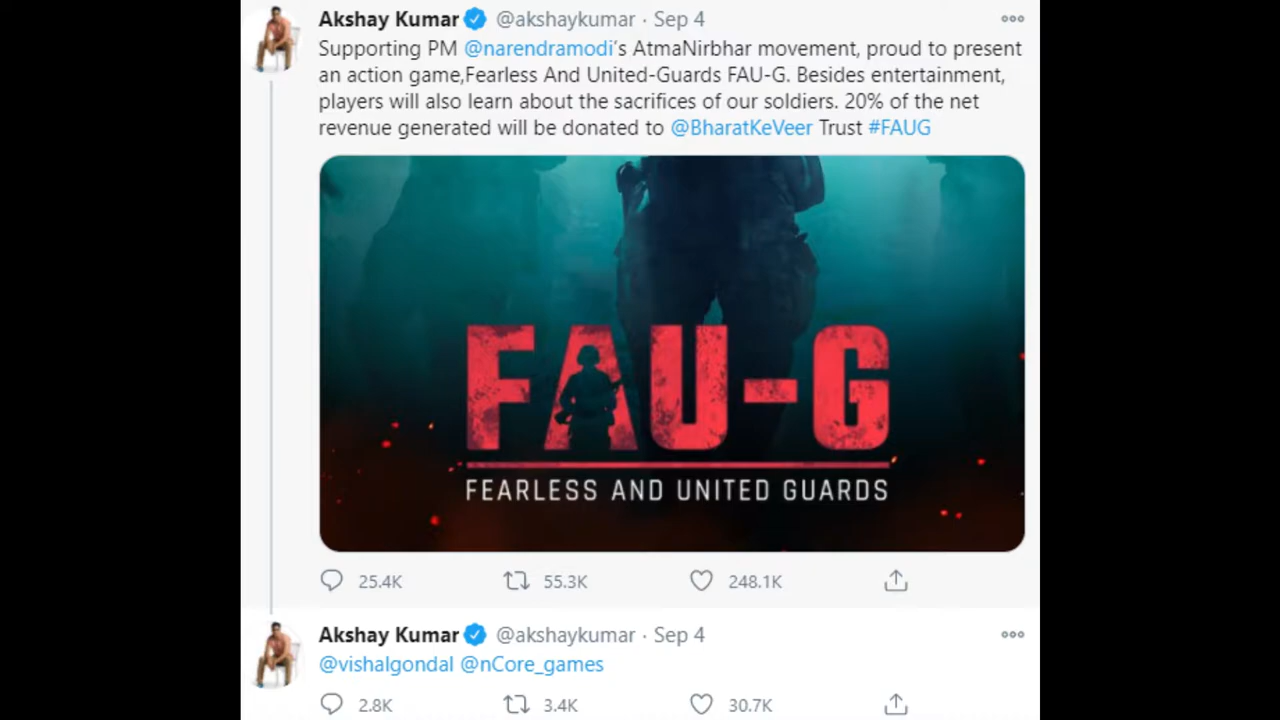 Akshay Kumar @akshaykumar · Sep 4
Supporting PM @narendramodi's AtmaNirbhar movement, proud to present
an action game,Fearless And United-Guards FAU-G. Besides entertainment,
players will also learn about the sacrifices of our soldiers. 20% of the net
revenue generated will be donated to @BharatKeVeer Trust #FAUG
FAU-G
FEARLESS AND UNITED GUARDS
25.4K 55.3K 248.1K
Akshay Kumar @akshaykumar · Sep 4
@vishalgondal @nCore_games
2.8K 3.4K 30.7K